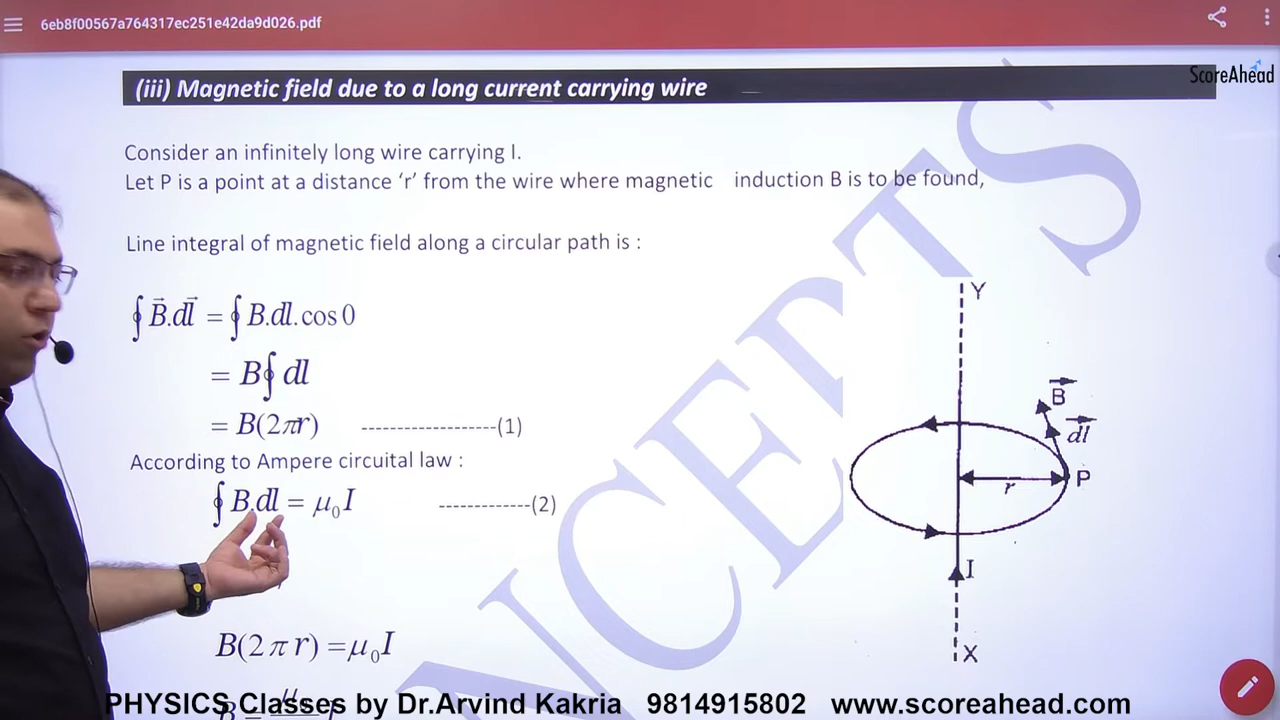 6eb8f00567a764317ec251e42da9d026.pdf
ScoreAhead
(iii) Magnetic field due to a long current carrying wire
Consider an infinitely long wire carrying I.
Let P is a point at a distance ‘r’ from the wire where magnetic induction B is to be found,
Line integral of magnetic field along a circular path is :
∮ B⃗.dl⃗ = ∮ B.dl.cos 0
= B∮ dl
= B(2πr) -------------------(1)
According to Ampere circuital law :
∮ B.dl = μ₀I -------------(2)
B(2π r) = μ₀I
Y
B⃗
dl⃗
r
P
I
X
NCEPTS
PHYSICS Classes by Dr.Arvind Kakria 9814915802 www.scoreahead.com